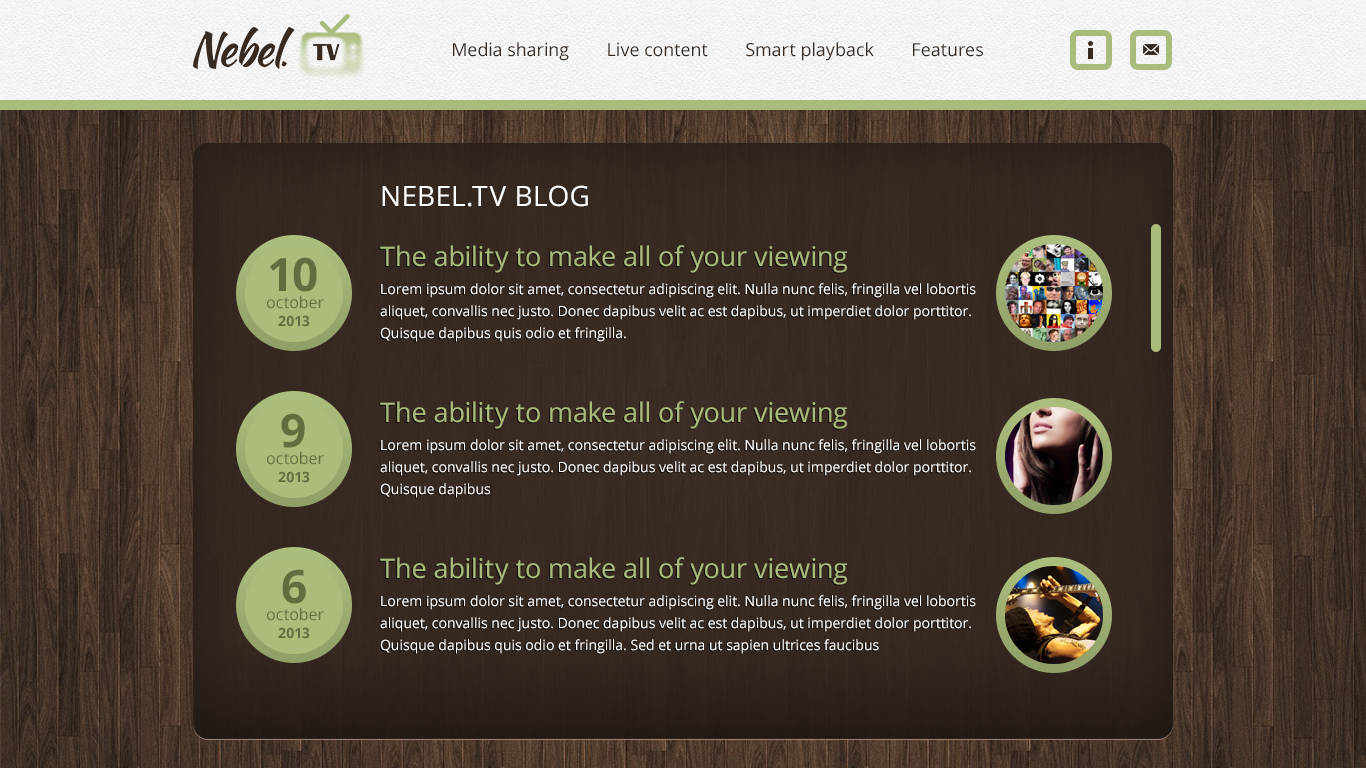 Nebel. TV
Media sharing Live content Smart playback Features
NEBEL.TV BLOG
10
october
2013
The ability to make all of your viewing
Lorem ipsum dolor sit amet, consectetur adipiscing elit. Nulla nunc felis, fringilla vel lobortis
aliquet, convallis nec justo. Donec dapibus velit ac est dapibus, ut imperdiet dolor porttitor.
Quisque dapibus quis odio et fringilla.
9
october
2013
The ability to make all of your viewing
Lorem ipsum dolor sit amet, consectetur adipiscing elit. Nulla nunc felis, fringilla vel lobortis
aliquet, convallis nec justo. Donec dapibus velit ac est dapibus, ut imperdiet dolor porttitor.
Quisque dapibus
6
october
2013
The ability to make all of your viewing
Lorem ipsum dolor sit amet, consectetur adipiscing elit. Nulla nunc felis, fringilla vel lobortis
aliquet, convallis nec justo. Donec dapibus velit ac est dapibus, ut imperdiet dolor porttitor.
Quisque dapibus quis odio et fringilla. Sed et urna ut sapien ultrices faucibus